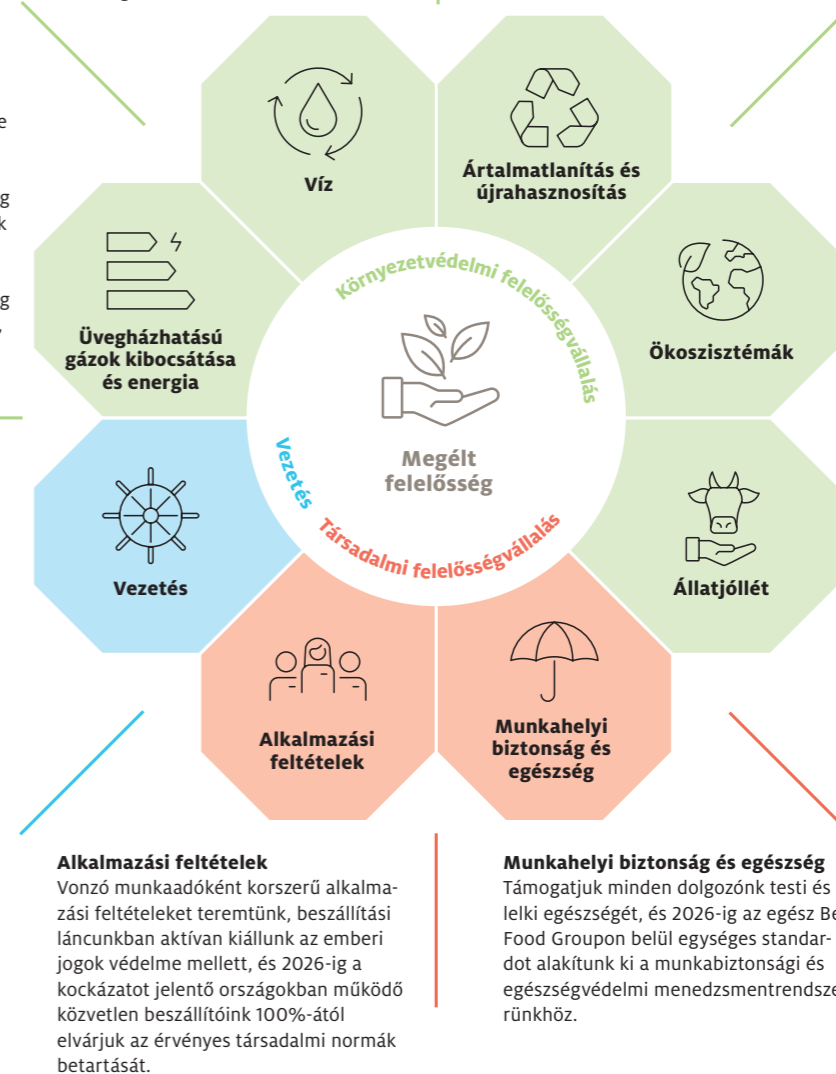 Víz
Ártalmatlanítás és
újrahasznosítás
Üvegházhatású
gázok kibocsátása
és energia
Ökoszisztémák
Környezetvédelmi felelősségvállalás
Megélt
felelősség
Vezetés
Társadalmi felelősségvállalás
Vezetés
Állatjóllét
Alkalmazási
feltételek
Munkahelyi
biztonság és
egészség
Alkalmazási feltételek
Vonzó munkaadóként korszerű alkalma-
zási feltételeket teremtünk, beszállítási
láncunkban aktívan kiállunk az emberi
jogok védelme mellett, és 2026-ig a
kockázatot jelentő országokban működő
közvetlen beszállítóink 100%-ától
elvárjuk az érvényes társadalmi normák
betartását.
Munkahelyi biztonság és egészség
Támogatjuk minden dolgozónk testi és
lelki egészségét, és 2026-ig az egész
Food Groupon belül egységes standar-
dot alakítunk ki a munkabiztonsági és
egészségvédelmi menedzsmentrendsze
rünkhöz.